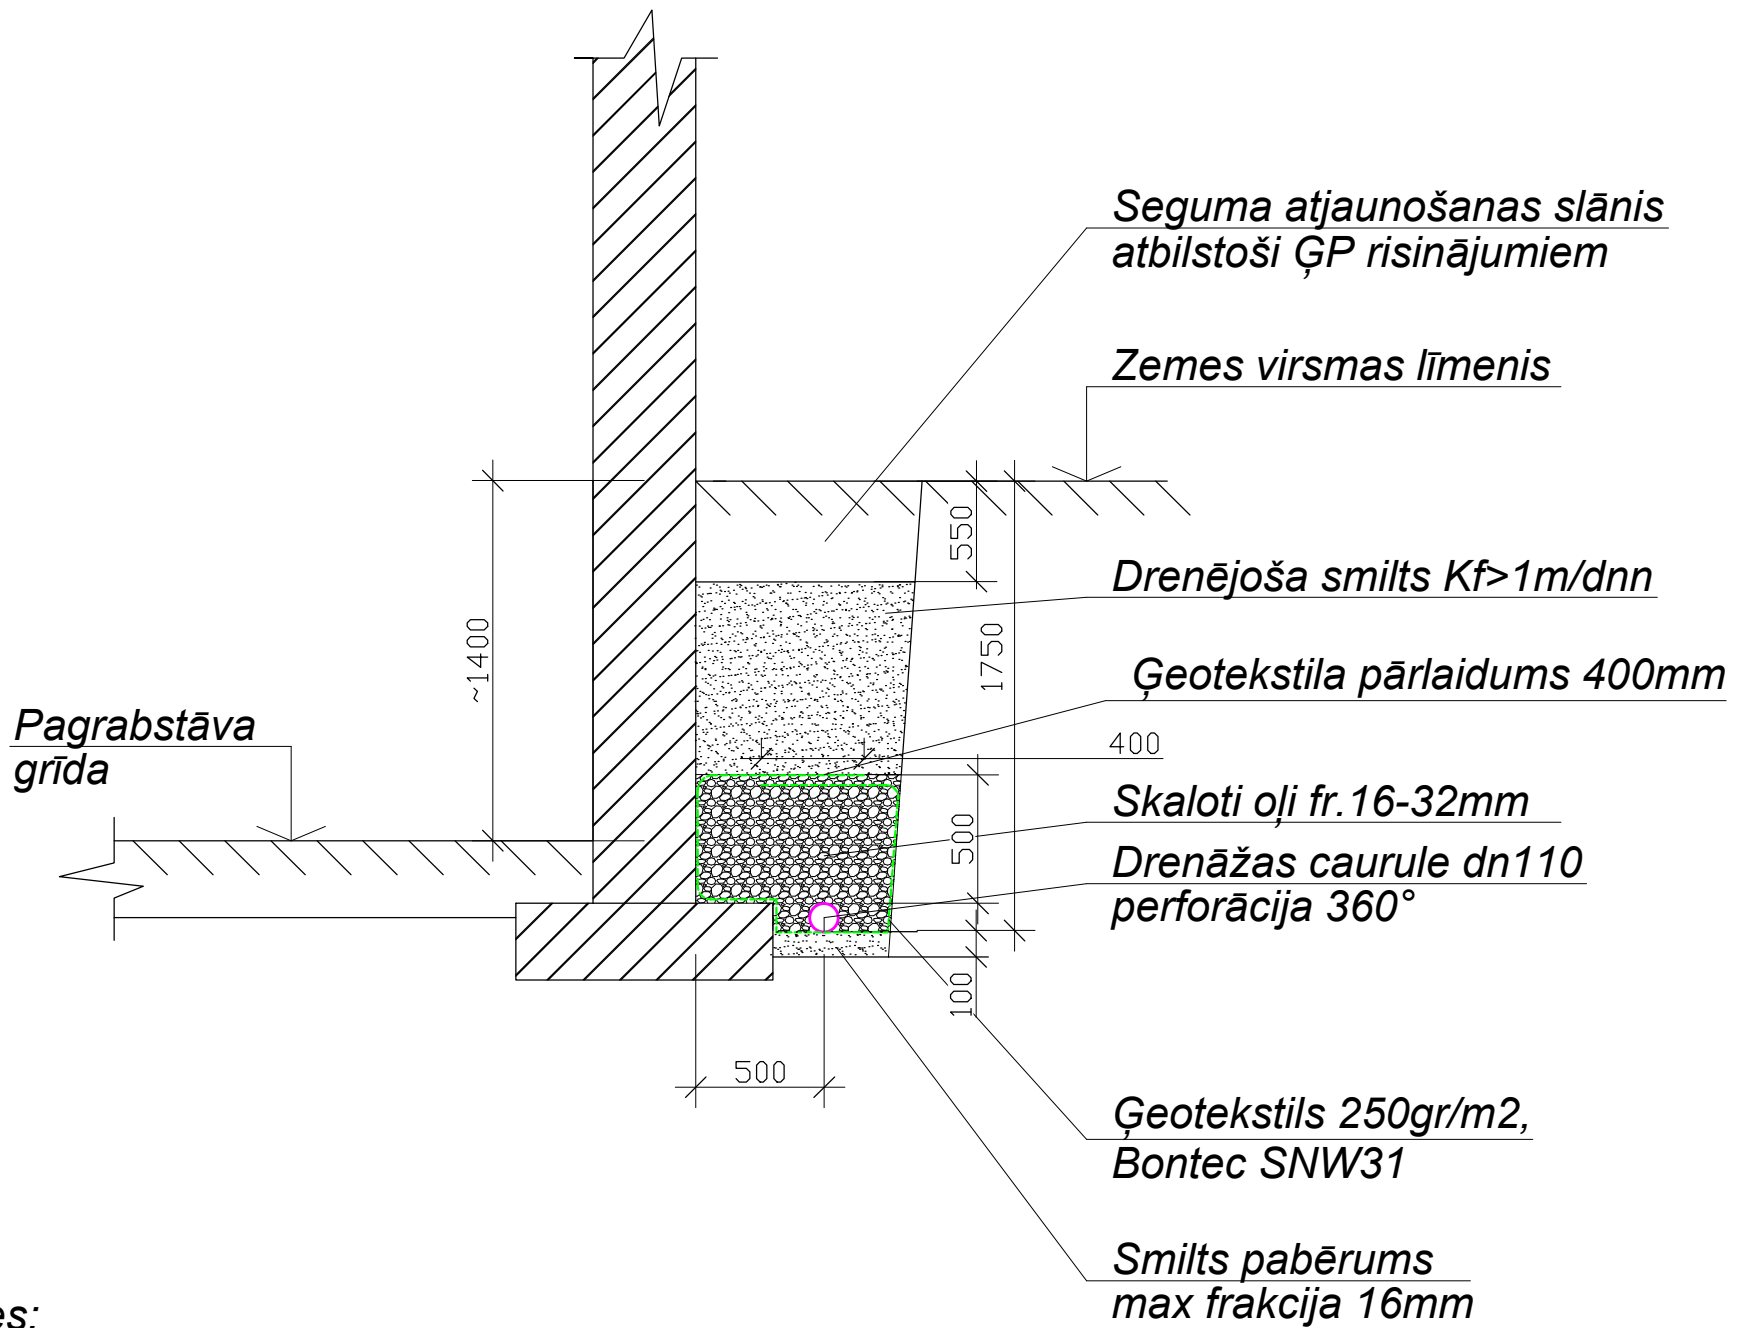 Seguma atjaunošanas slānis
atbilstoši ĢP risinājumiem
Zemes virsmas līmenis
550
Drenējoša smilts Kf>1m/dnn
~1400
1750
Ģeotekstila pārlaidums 400mm
Pagrabstāva
grīda
400
Skaloti oļi fr.16-32mm
500
Drenāžas caurule dn110
perforācija 360°
100
500
Ģeotekstils 250gr/m2,
Bontec SNW31
Smilts pabērums
max frakcija 16mm
es: